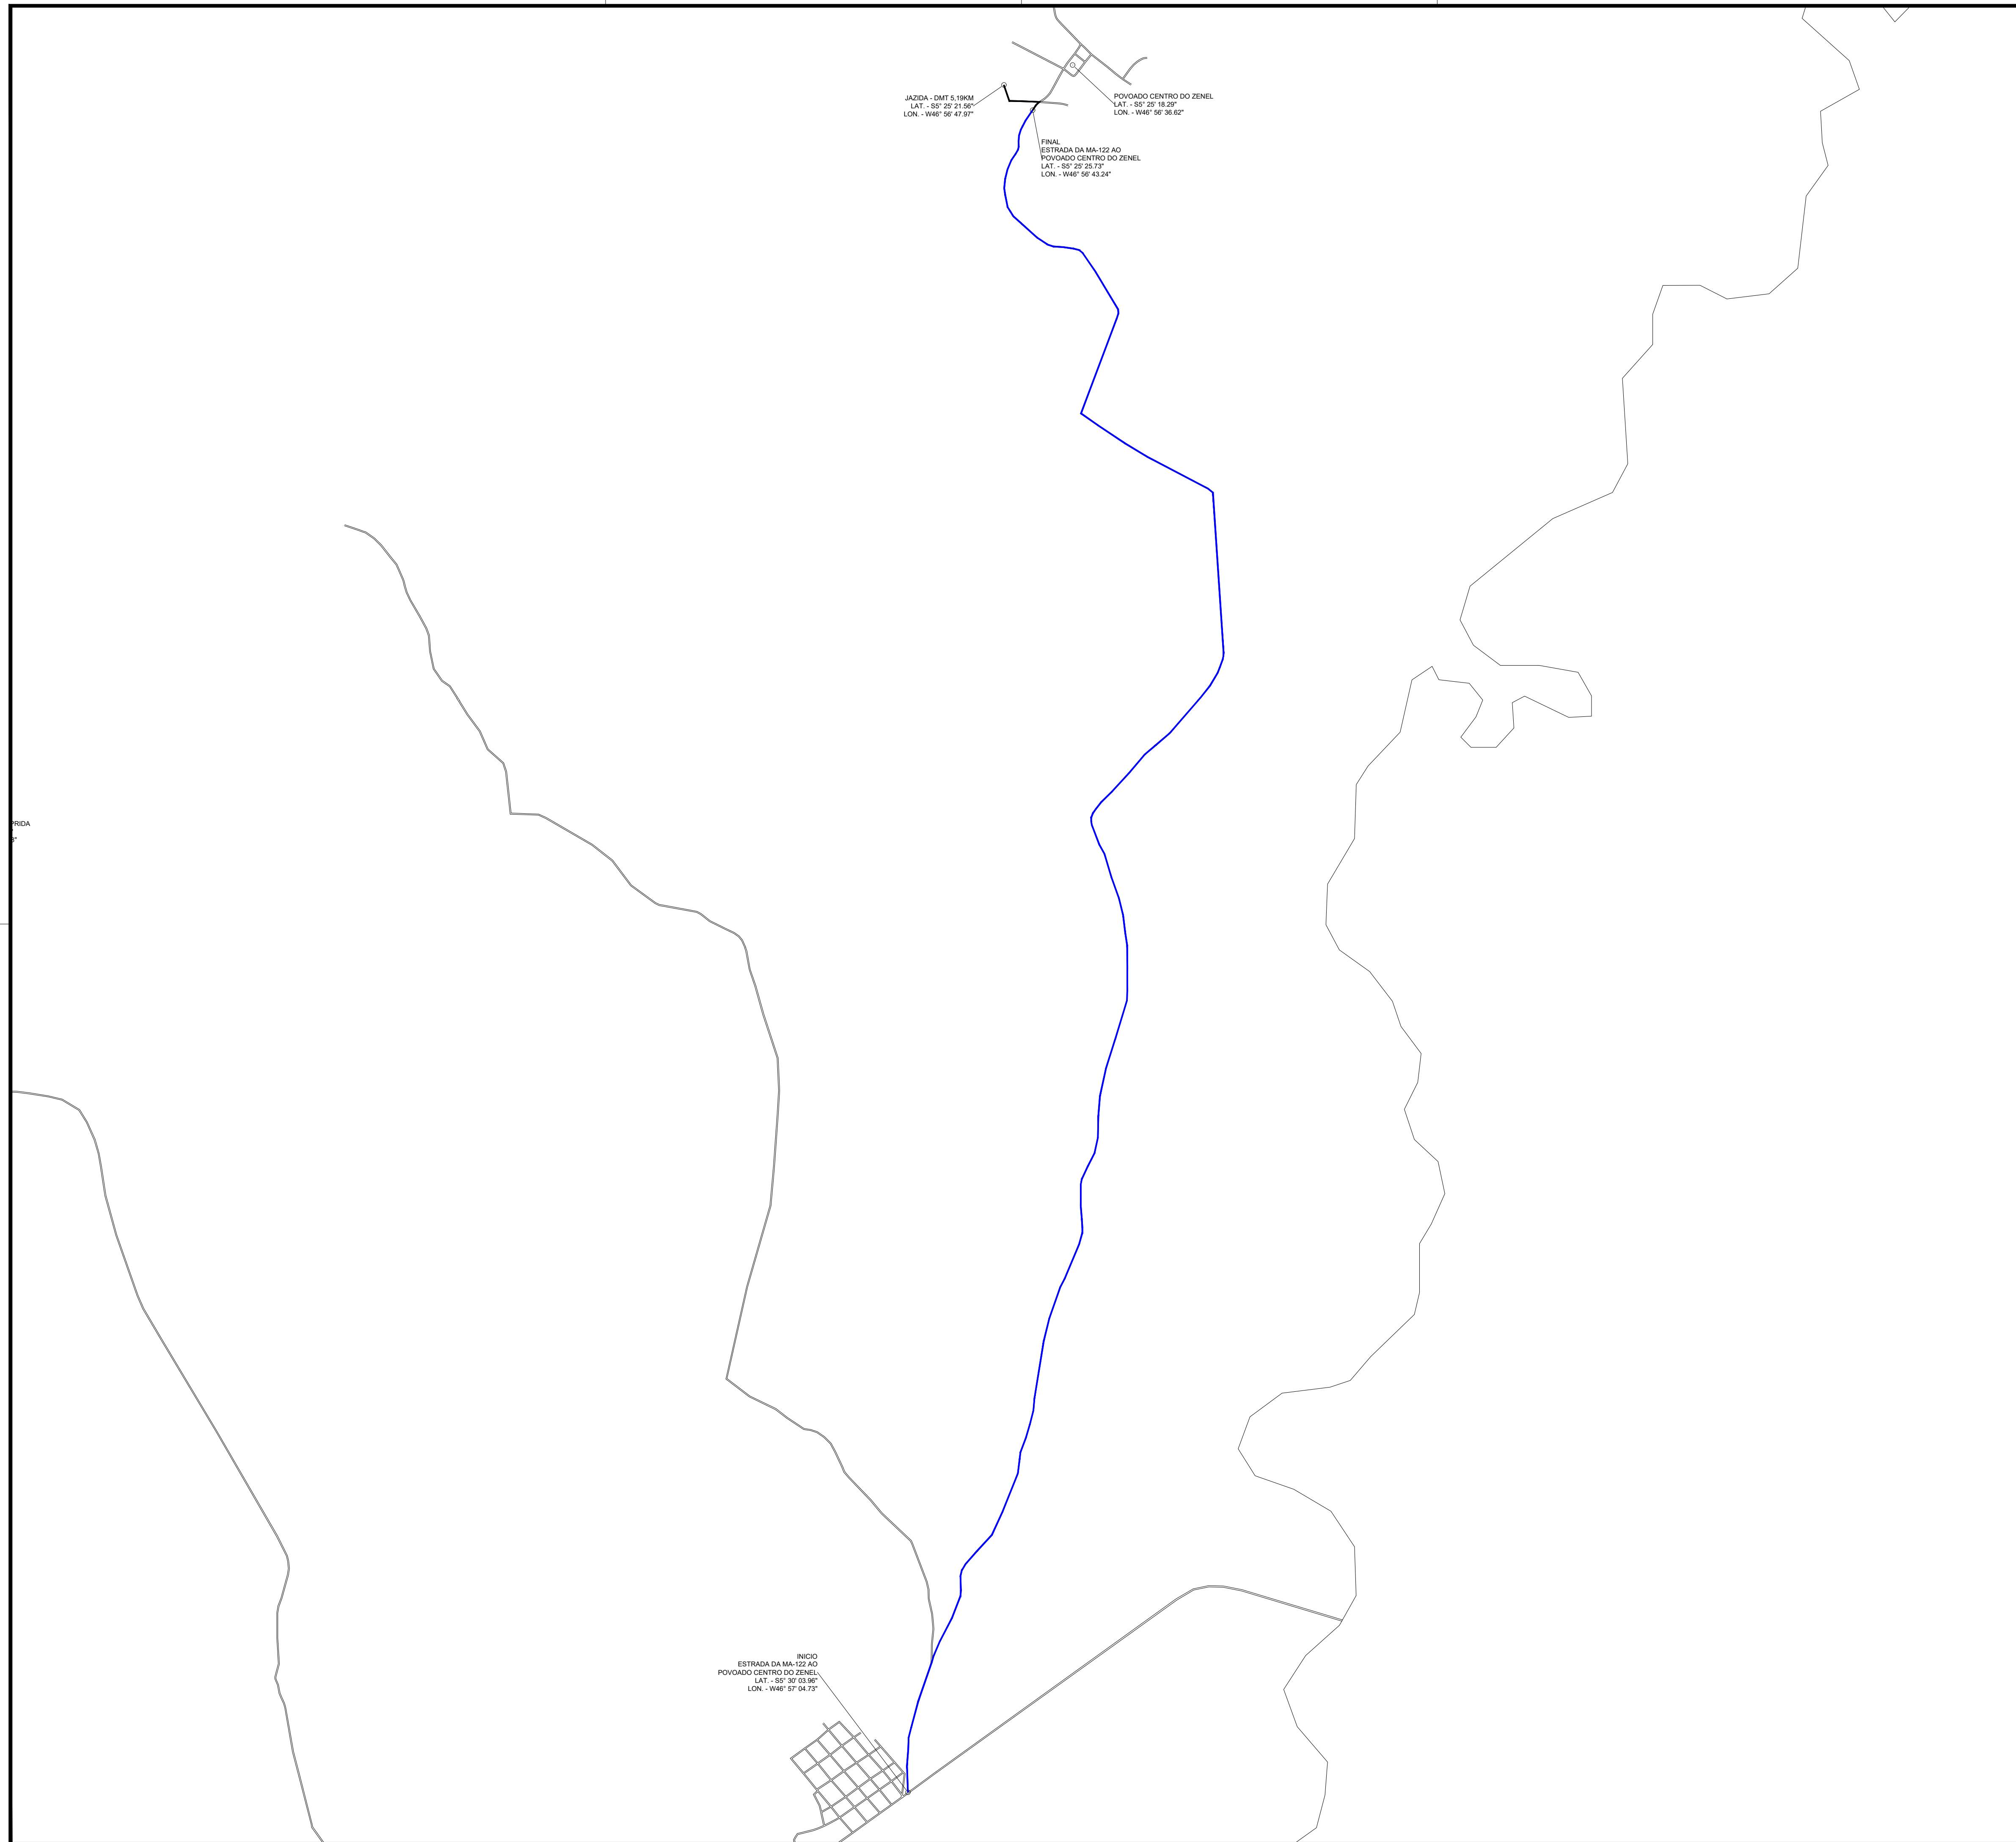 JAZIDA - DMT 5,19KM
LAT. - S5° 25' 21.56"
LON. - W46° 56' 47.97"
POVOADO CENTRO DO ZENEL
LAT. - S5° 25' 18.29"
LON. - W46° 56' 36.62"
FINAL
ESTRADA DA MA-122 AO
POVOADO CENTRO DO ZENEL
LAT. - S5° 25' 25.73"
LON. - W46° 56' 43.24"
PRIDA
INICIO
ESTRADA DA MA-122 AO
POVOADO CENTRO DO ZENEL
LAT. - S5° 30' 03.96"
LON. - W46° 57' 04.73"